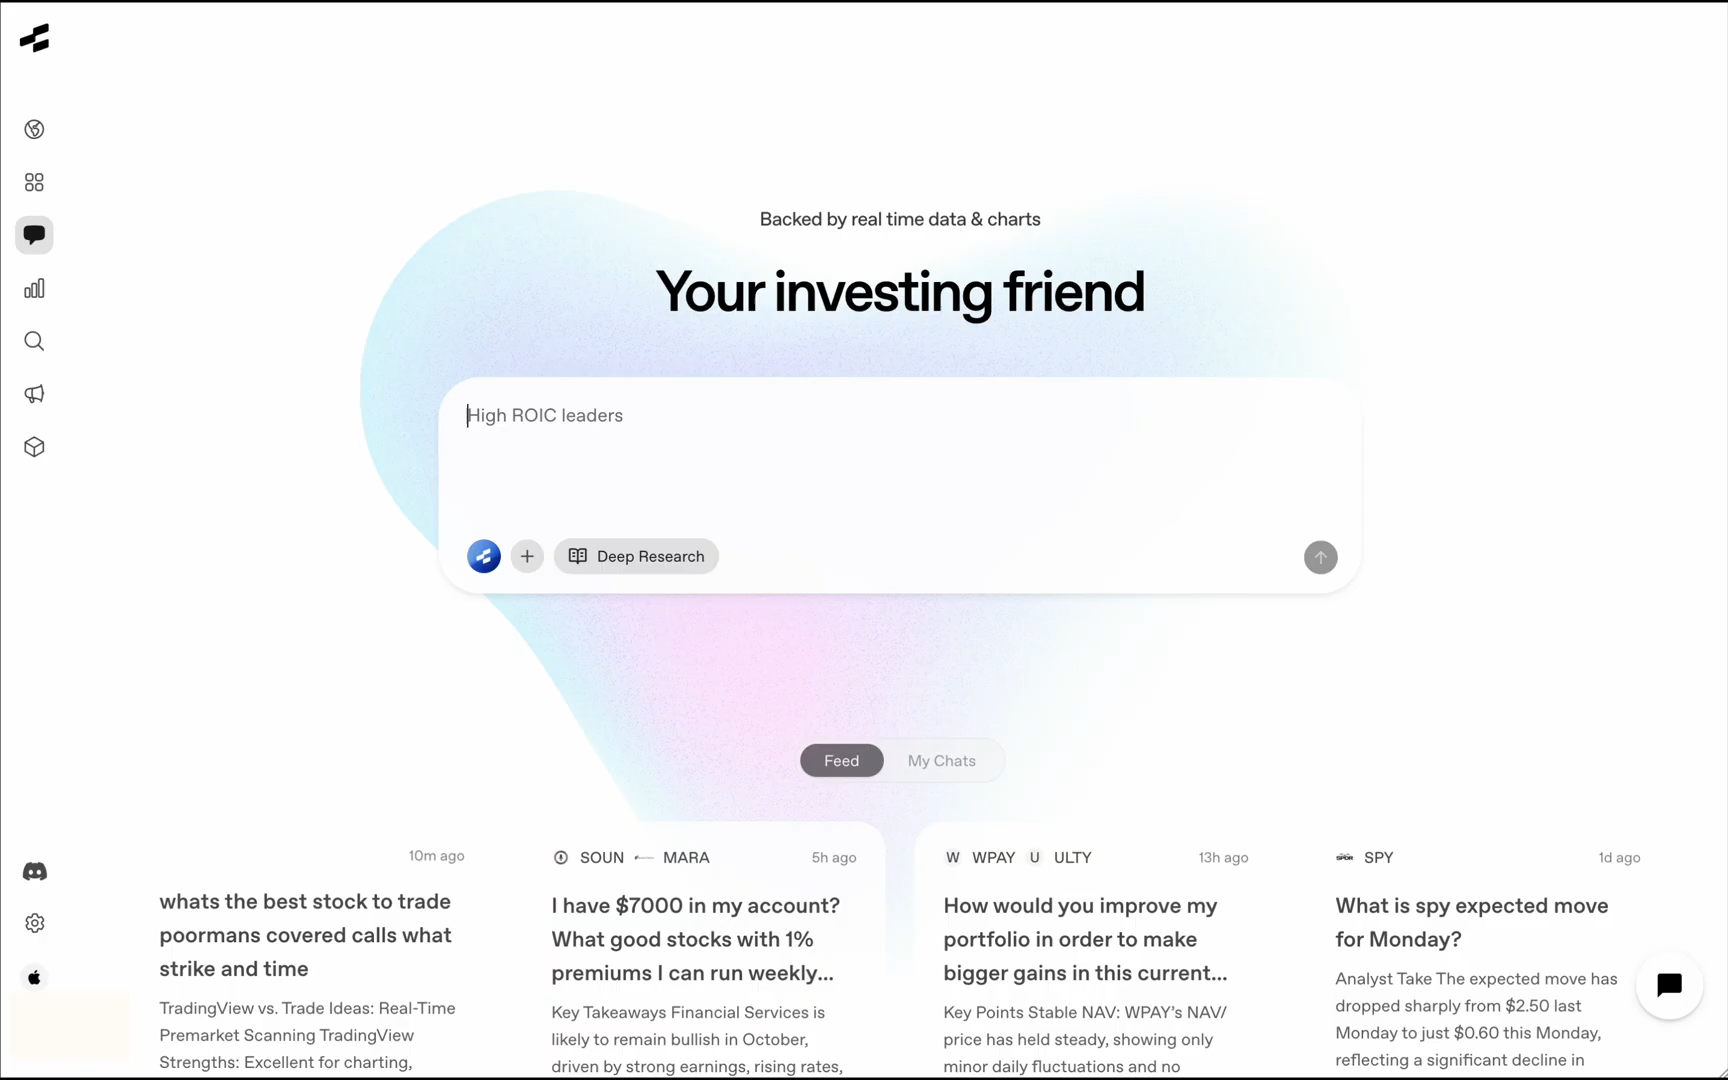 Backed by real time data & charts
Your investing friend
High ROIC leaders
Deep Research
Feed
My Chats
10m ago
whats the best stock to trade
poormans covered calls what
strike and time
TradingView vs. Trade Ideas: Real-Time
Premarket Scanning TradingView
Strengths: Excellent for charting,
SOUN MARA 5h ago
I have $7000 in my account?
What good stocks with 1%
premiums I can run weekly...
Key Takeaways Financial Services is
likely to remain bullish in October,
driven by strong earnings, rising rates,
W WPAY U ULTY 13h ago
How would you improve my
portfolio in order to make
bigger gains in this current...
Key Points Stable NAV: WPAY's NAV/
price has held steady, showing only
minor daily fluctuations and no
SPDR SPY 1d ago
What is spy expected move
for Monday?
Analyst Take The expected move has
dropped sharply from $2.50 last
Monday to just $0.60 this Monday,
reflecting a significant decline in